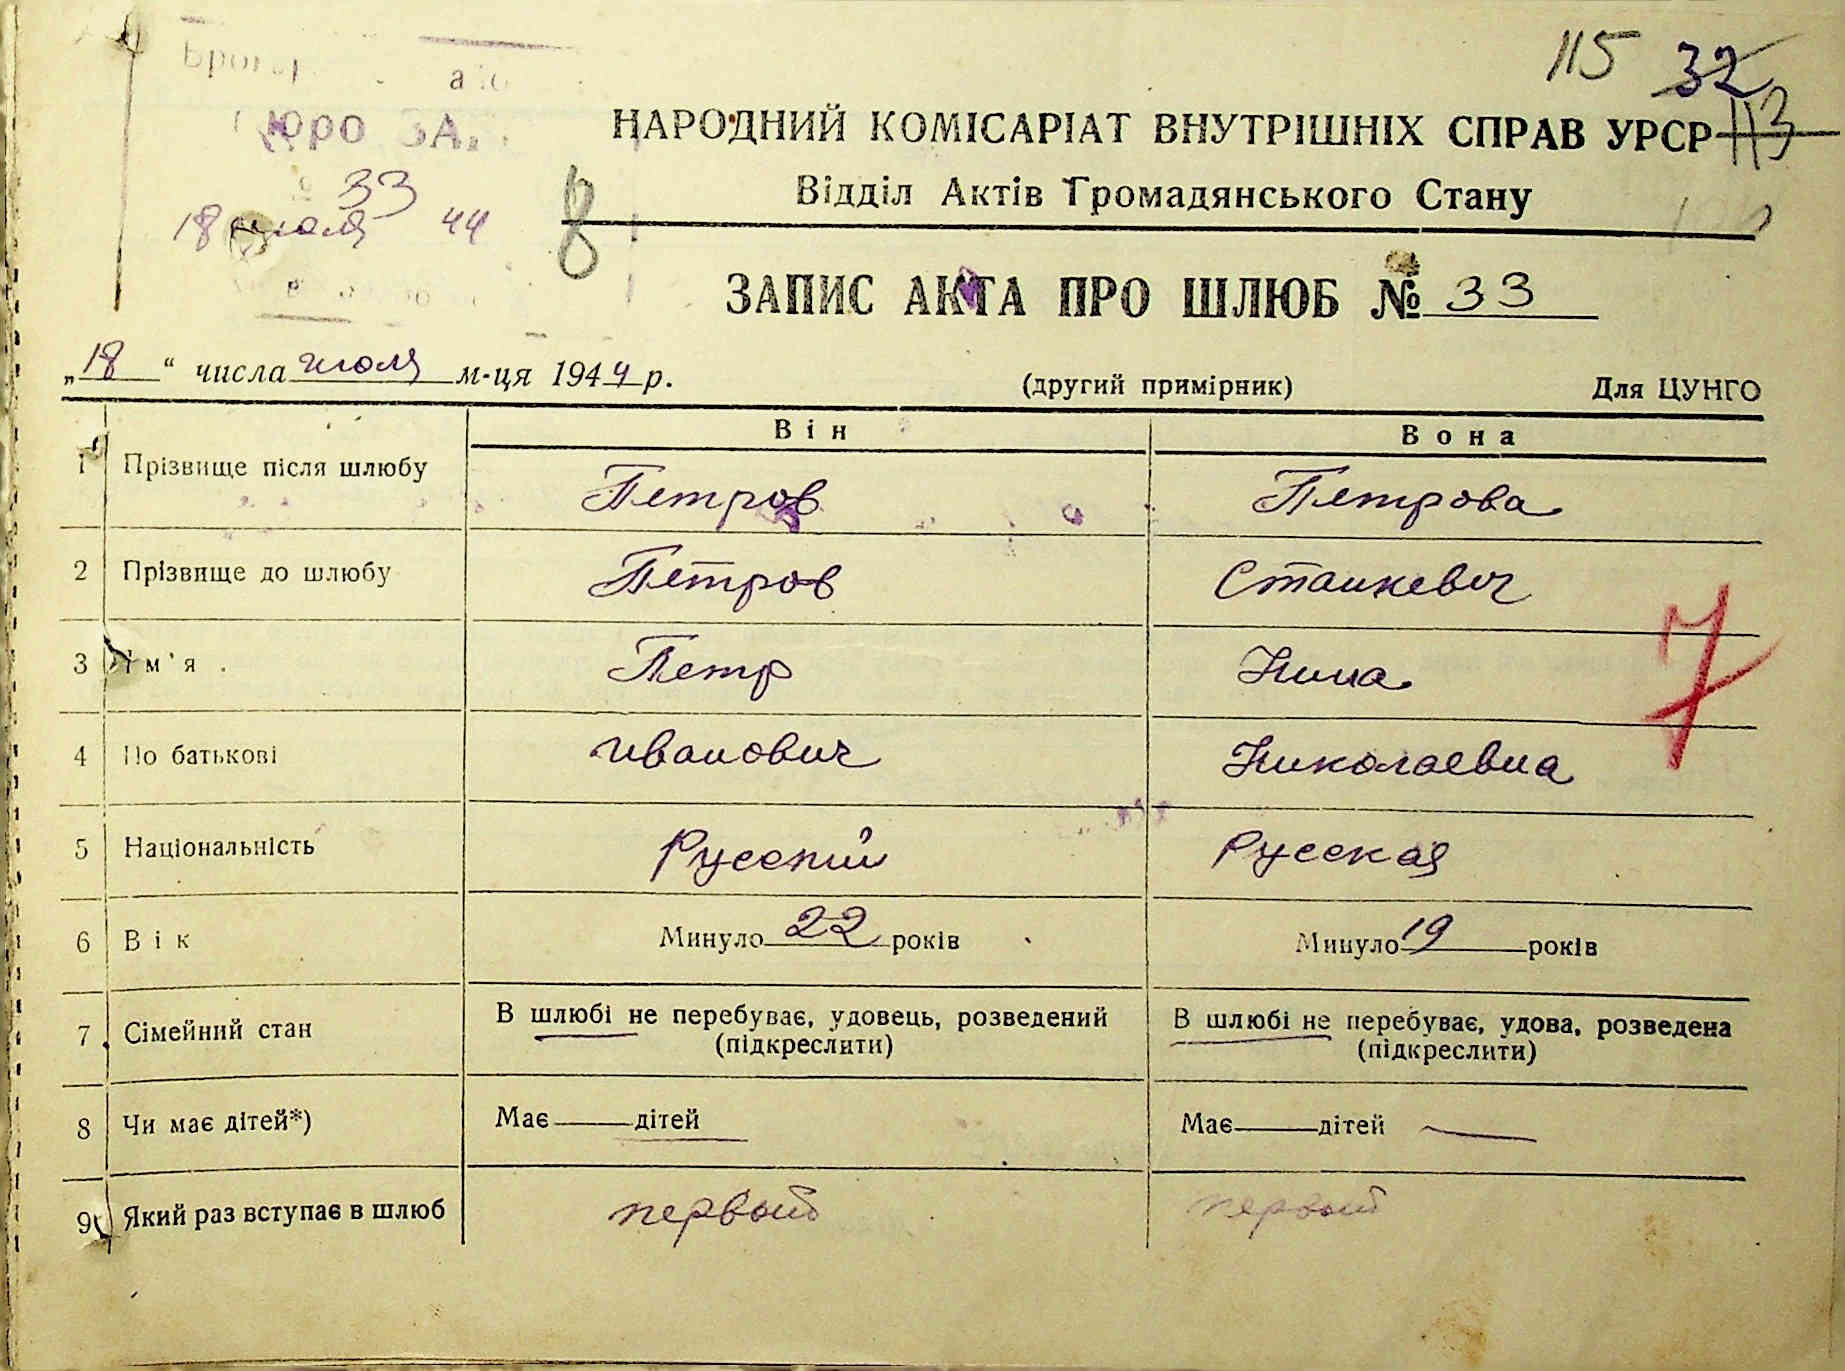 115 32
113
юро ЗА
33
18 июля 44
8
НАРОДНИЙ КОМІСАРІАТ ВНУТРІШНІХ СПРАВ УРСР
Відділ Актів Громадянського Стану
ЗАПИС АКТА ПРО ШЛЮБ № 33
„18“ числа июля м-ця 1944 р.
(другий примірник) Для ЦУНГО
Він Вона
1 Прізвище після шлюбу Петров Петрова
2 Прізвище до шлюбу Петров Станкевич
3 Ім'я Петр Нина
4 По батькові Иванович Николаевна
5 Національність Русский Русская
6 Вік Минуло 22 років Минуло 19 років
7 Сімейний стан В шлюбі не перебуває, удовець, розведений (підкреслити) В шлюбі не перебуває, удова, розведена (підкреслити)
8 Чи має дітей*) Має — дітей Має — дітей —
9 Який раз вступає в шлюб первый первый
7